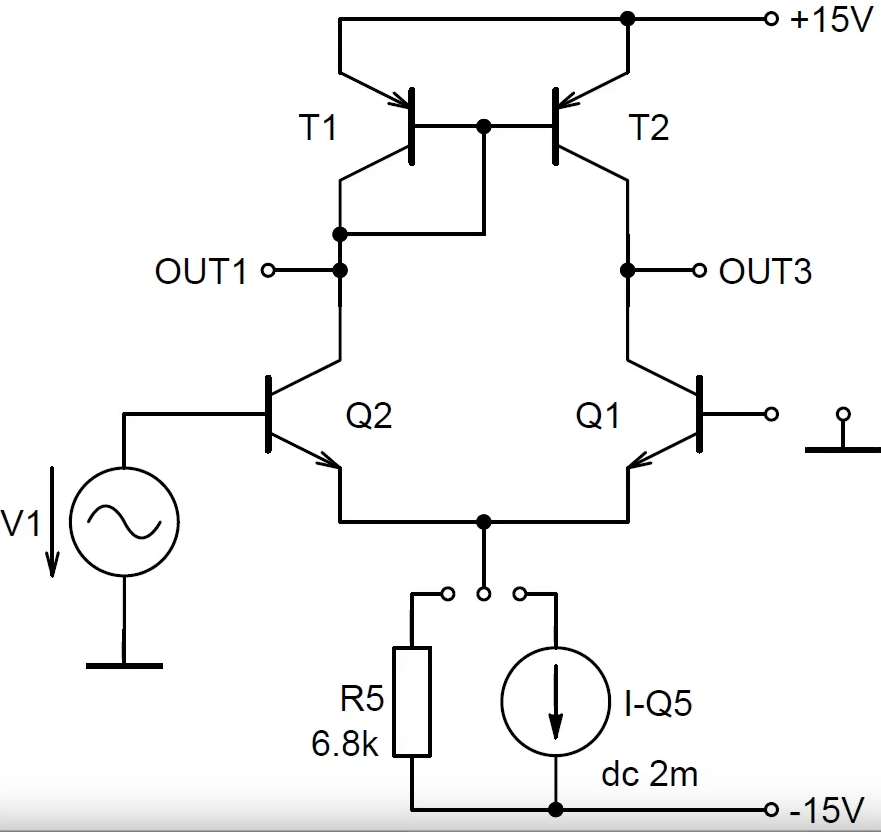 +15V
T1
T2
OUT1
OUT3
Q2
Q1
V1
R5
6.8k
I-Q5
dc 2m
-15V